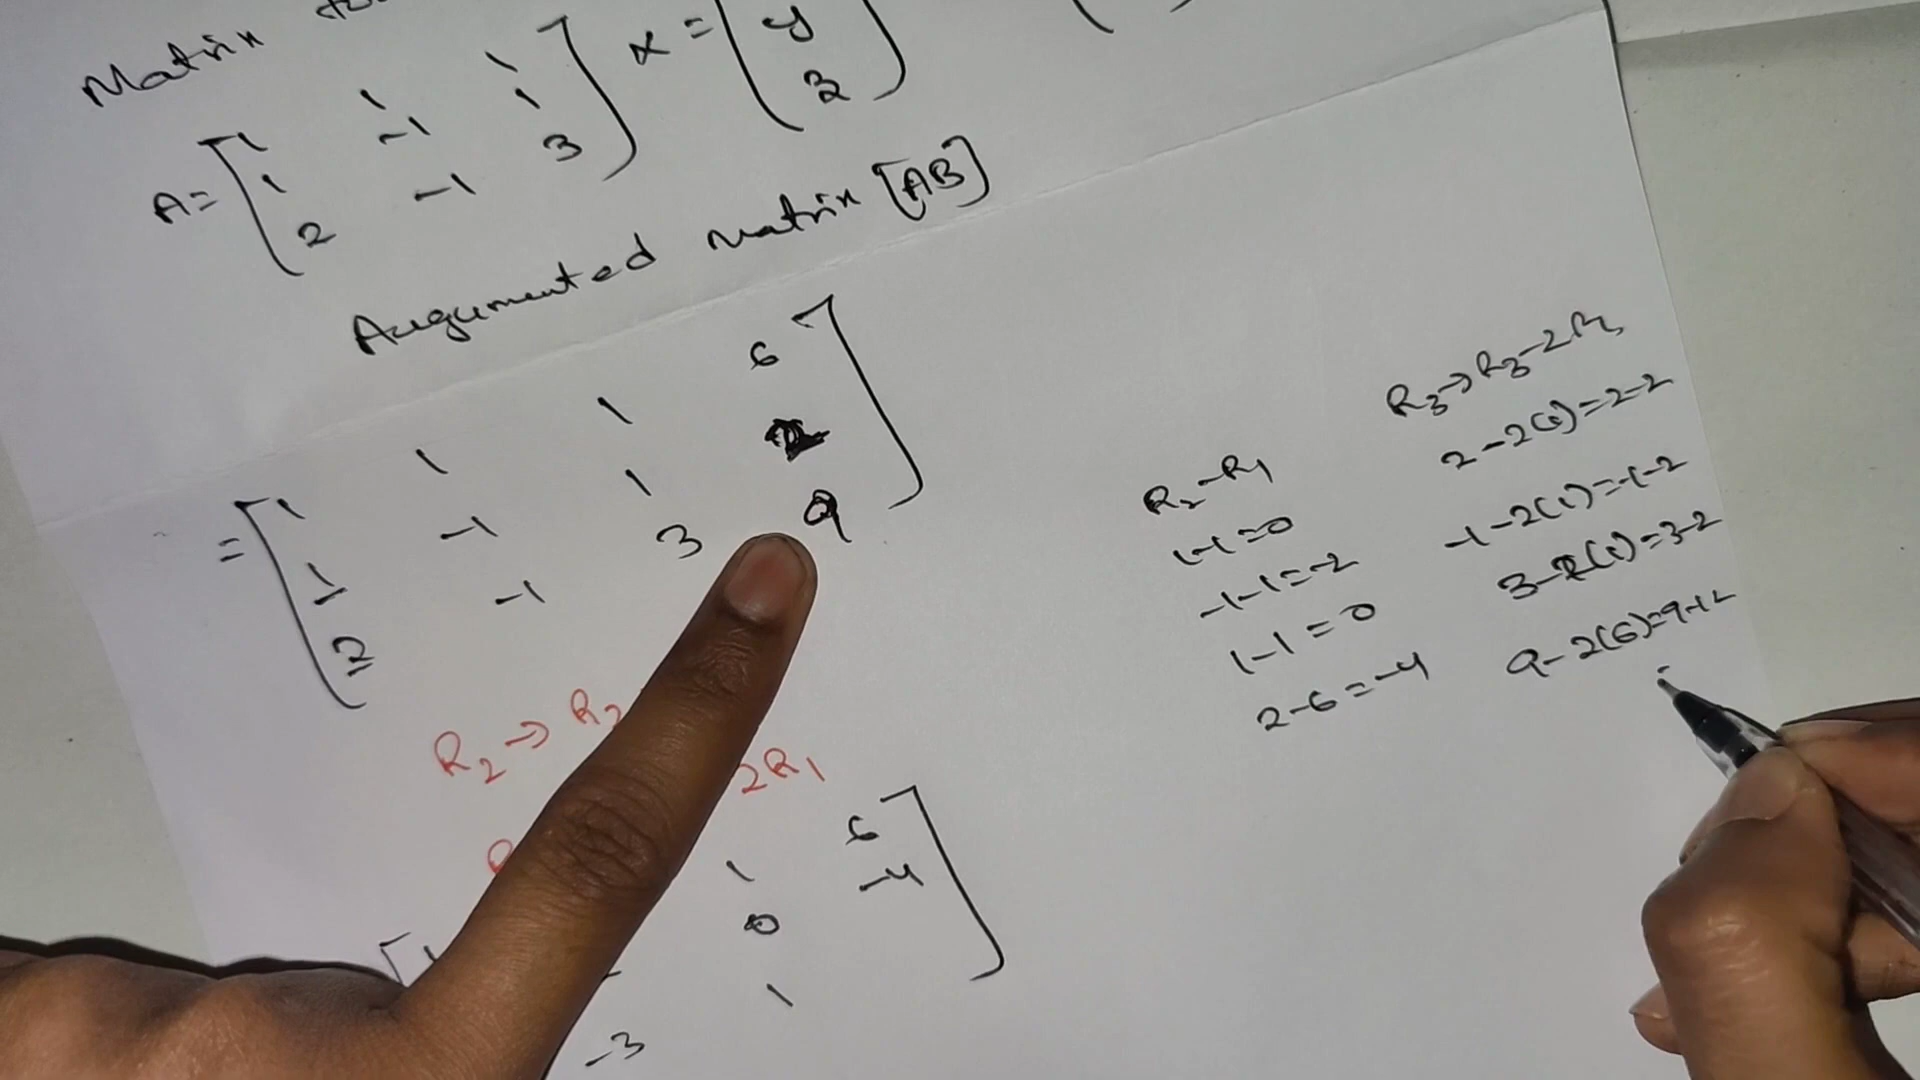 Matrix
A = [ 1 1 1
1 -1 1
2 -1 3 ]
x = [ y
z
Augumented Matrix [AB]
= [ 1 1 1 6
1 -1 1 2
2 -1 3 9 ]
R2 → R2
2R1
1 6
0 -4
-3 1
R2-R1
1-1=0
-1-1=-2
1-1=0
2-6=-4
R3→R3-2R1
2-2(1)=2-2
-1-2(1)=-1-2
3-2(1)=3-2
9-2(6)=9-12